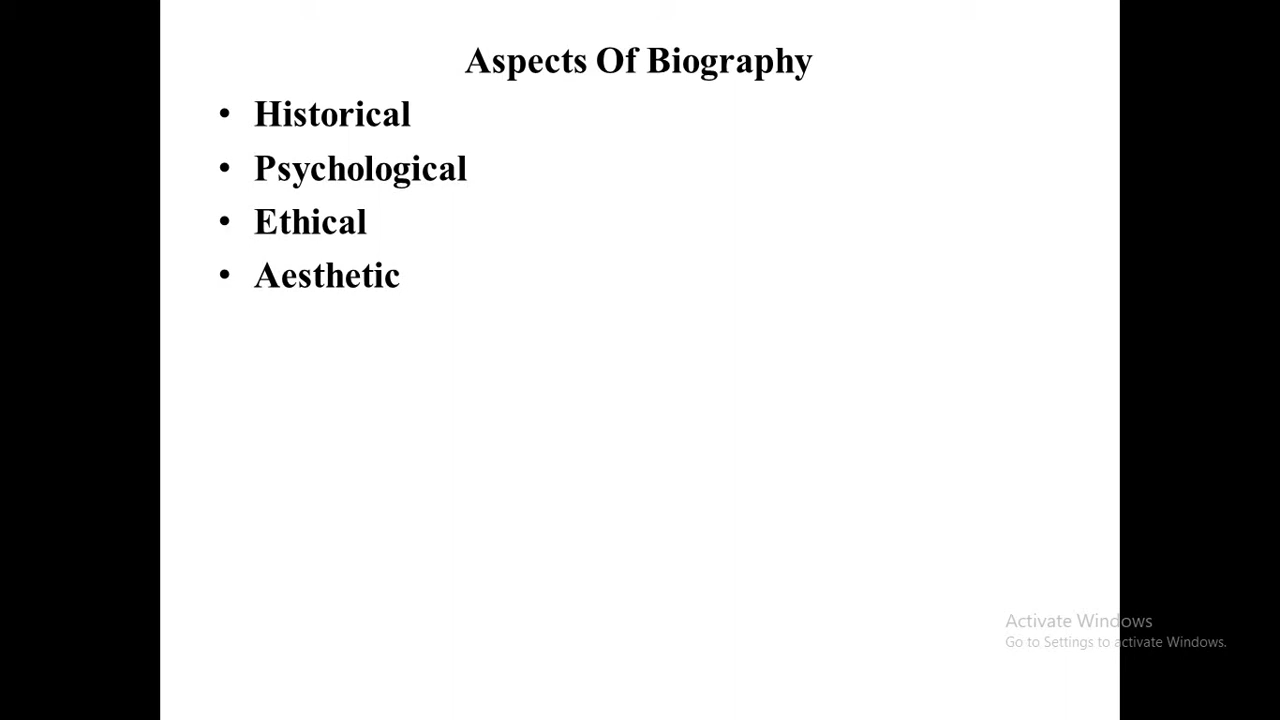 Aspects Of Biography
• Historical
• Psychological
• Ethical
• Aesthetic
Activate Windows
Go to Settings to activate Windows.